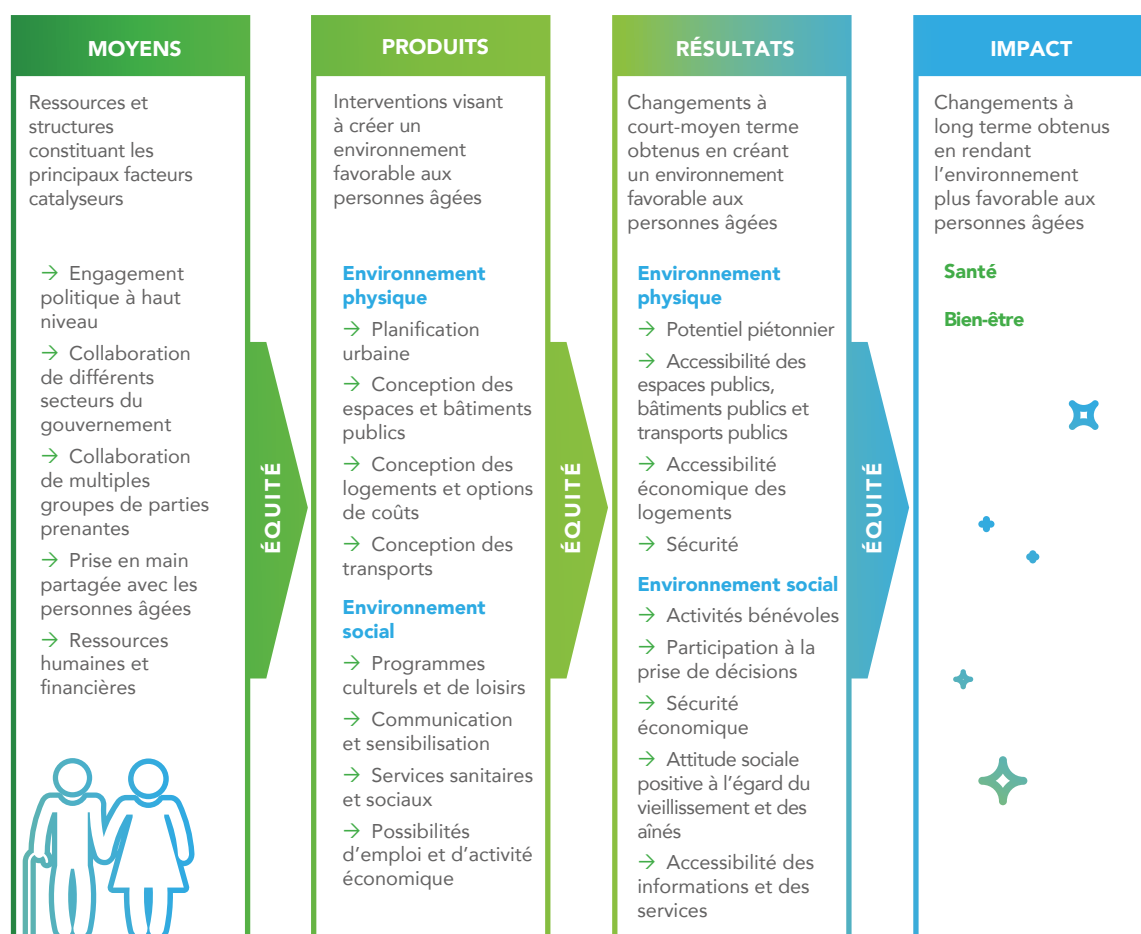 MOYENS
Ressources et
structures
constituant les
principaux facteurs
catalyseurs
→ Engagement
politique à haut
niveau
→ Collaboration
de différents
secteurs du
gouvernement
→ Collaboration
de multiples
groupes de parties
prenantes
→ Prise en main
partagée avec les
personnes âgées
→ Ressources
humaines et
financières
ÉQUITÉ
PRODUITS
Interventions visant
à créer un
environnement
favorable aux
personnes âgées
Environnement
physique
→ Planification
urbaine
→ Conception des
espaces et bâtiments
publics
→ Conception des
logements et options
de coûts
→ Conception des
transports
Environnement
social
→ Programmes
culturels et de loisirs
→ Communication
et sensibilisation
→ Services sanitaires
et sociaux
→ Possibilités
d’emploi et d’activité
économique
ÉQUITÉ
RÉSULTATS
Changements à
court-moyen terme
obtenus en créant
un environnement
favorable aux
personnes âgées
Environnement
physique
→ Potentiel piétonnier
→ Accessibilité des
espaces publics,
bâtiments publics et
transports publics
→ Accessibilité
économique des
logements
→ Sécurité
Environnement social
→ Activités bénévoles
→ Participation à la
prise de décisions
→ Sécurité
économique
→ Attitude sociale
positive à l’égard du
vieillissement et des
aînés
→ Accessibilité des
informations et des
services
ÉQUITÉ
IMPACT
Changements à
long terme obtenus
en rendant
l’environnement
plus favorable aux
personnes âgées
Santé
Bien-être